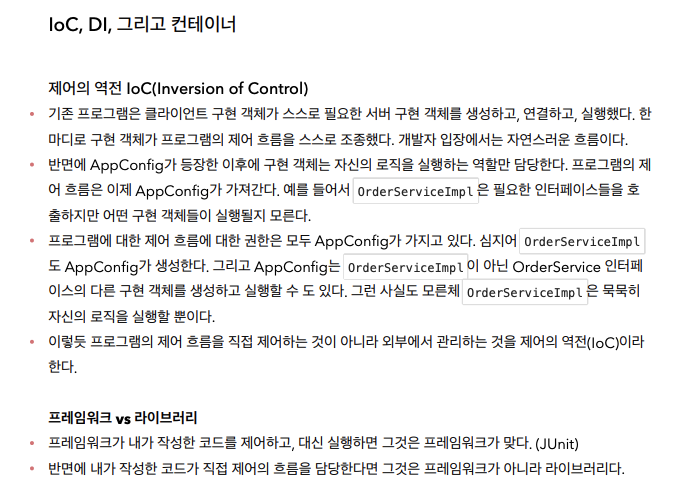 IoC, DI, 그리고 컨테이너
제어의 역전 IoC(Inversion of Control)
• 기존 프로그램은 클라이언트 구현 객체가 스스로 필요한 서버 구현 객체를 생성하고, 연결하고, 실행했다. 한
마디로 구현 객체가 프로그램의 제어 흐름을 스스로 조종했다. 개발자 입장에서는 자연스러운 흐름이다.
• 반면에 AppConfig가 등장한 이후에 구현 객체는 자신의 로직을 실행하는 역할만 담당한다. 프로그램의 제
어 흐름은 이제 AppConfig가 가져간다. 예를 들어서 OrderServiceImpl 은 필요한 인터페이스들을 호
출하지만 어떤 구현 객체들이 실행될지 모른다.
• 프로그램에 대한 제어 흐름에 대한 권한은 모두 AppConfig가 가지고 있다. 심지어 OrderServiceImpl
도 AppConfig가 생성한다. 그리고 AppConfig는 OrderServiceImpl 이 아닌 OrderService 인터페
이스의 다른 구현 객체를 생성하고 실행할 수 도 있다. 그런 사실도 모른체 OrderServiceImpl 은 묵묵히
자신의 로직을 실행할 뿐이다.
• 이렇듯 프로그램의 제어 흐름을 직접 제어하는 것이 아니라 외부에서 관리하는 것을 제어의 역전(IoC)이라
한다.
프레임워크 vs 라이브러리
• 프레임워크가 내가 작성한 코드를 제어하고, 대신 실행하면 그것은 프레임워크가 맞다. (JUnit)
• 반면에 내가 작성한 코드가 직접 제어의 흐름을 담당한다면 그것은 프레임워크가 아니라 라이브러리다.